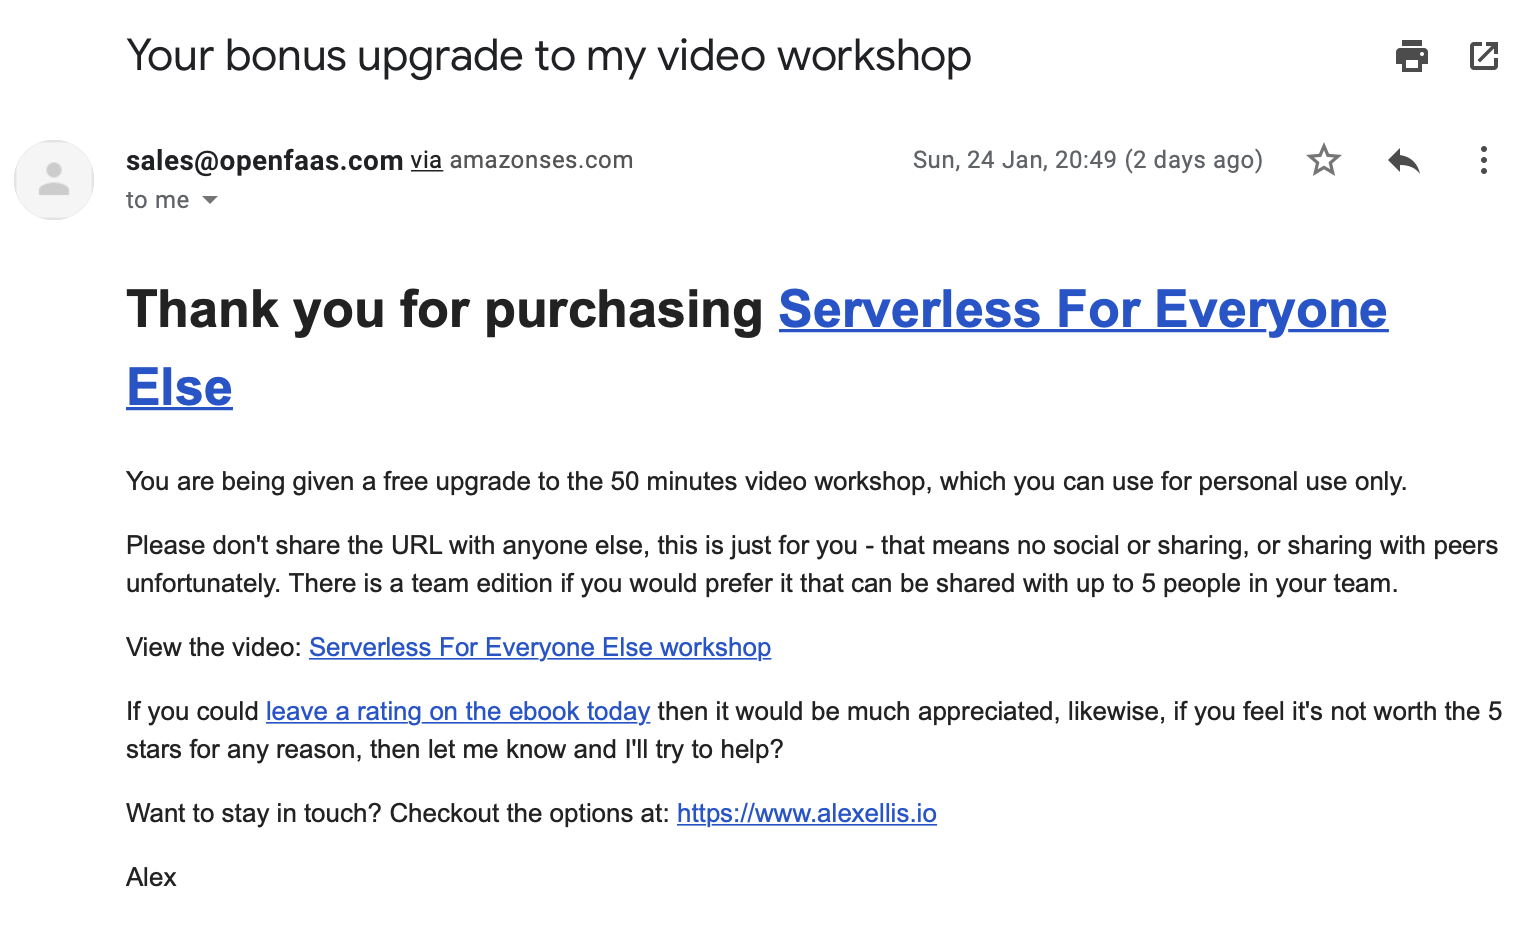 Your bonus upgrade to my video workshop
sales@openfaas.com via amazonses.com
Sun, 24 Jan, 20:49 (2 days ago)
to me
Thank you for purchasing Serverless For Everyone
Else
You are being given a free upgrade to the 50 minutes video workshop, which you can use for personal use only.
Please don't share the URL with anyone else, this is just for you - that means no social or sharing, or sharing with peers
unfortunately. There is a team edition if you would prefer it that can be shared with up to 5 people in your team.
View the video: Serverless For Everyone Else workshop
If you could leave a rating on the ebook today then it would be much appreciated, likewise, if you feel it's not worth the 5
stars for any reason, then let me know and I'll try to help?
Want to stay in touch? Checkout the options at: https://www.alexellis.io
Alex